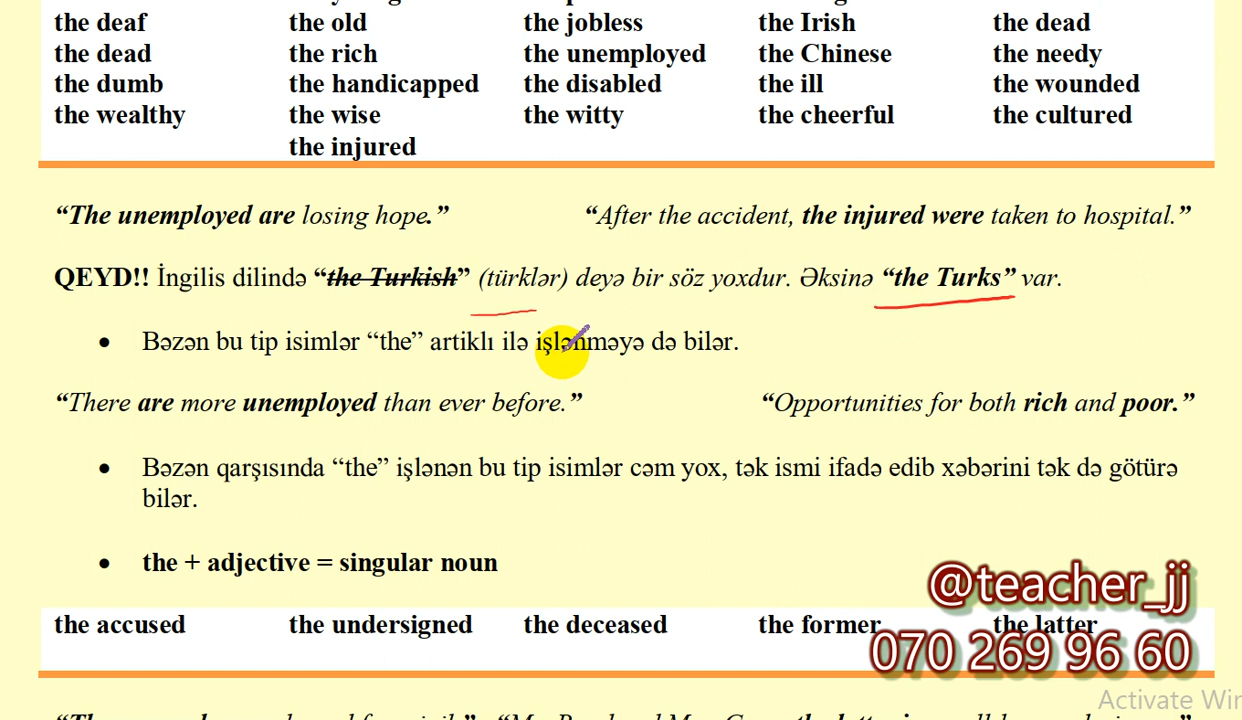 the deaf the old the jobless the Irish the dead
the dead the rich the unemployed the Chinese the needy
the dumb the handicapped the disabled the ill the wounded
the wealthy the wise the witty the cheerful the cultured
the injured
“The unemployed are losing hope.” “After the accident, the injured were taken to hospital.”
QEYD!! İngilis dilində “the Turkish” (türklər) deyə bir söz yoxdur. Əksinə “the Turks” var.
• Bəzən bu tip isimlər “the” artiklı ilə işlənməyə də bilər.
“There are more unemployed than ever before.” “Opportunities for both rich and poor.”
• Bəzən qarşısında “the” işlənən bu tip isimlər cəm yox, tək ismi ifadə edib xəbərini tək də götürə
bilər.
• the + adjective = singular noun
@teacher_jj
the accused the undersigned the deceased the former the latter
070 269 96 60
Activate Wi